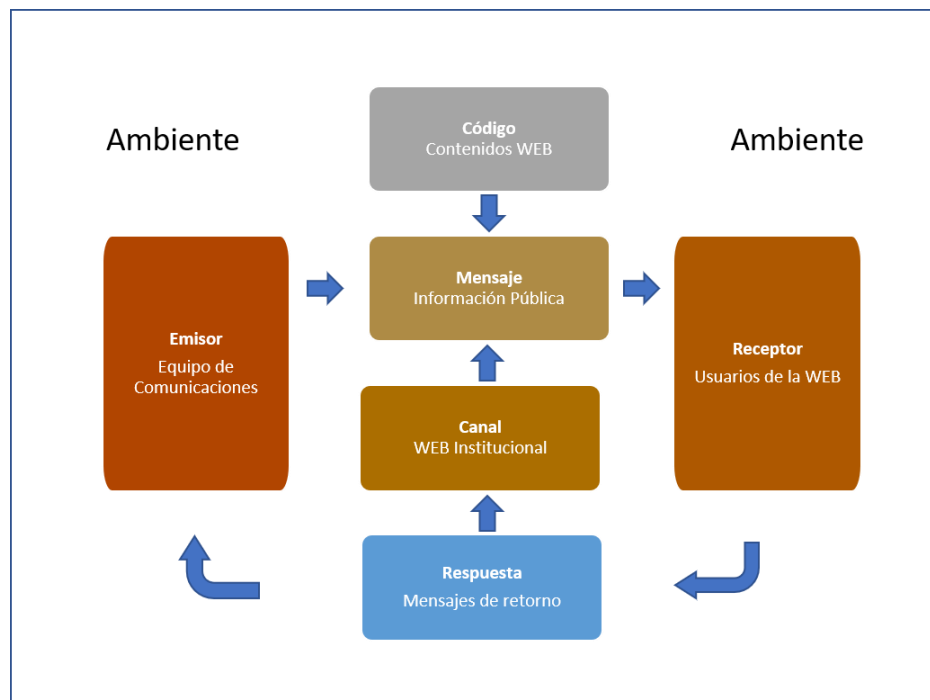 Ambiente
Código
Contenidos WEB
Ambiente
Emisor
Equipo de
Comunicaciones
Mensaje
Información Pública
Receptor
Usuarios de la WEB
Canal
WEB Institucional
Respuesta
Mensajes de retorno